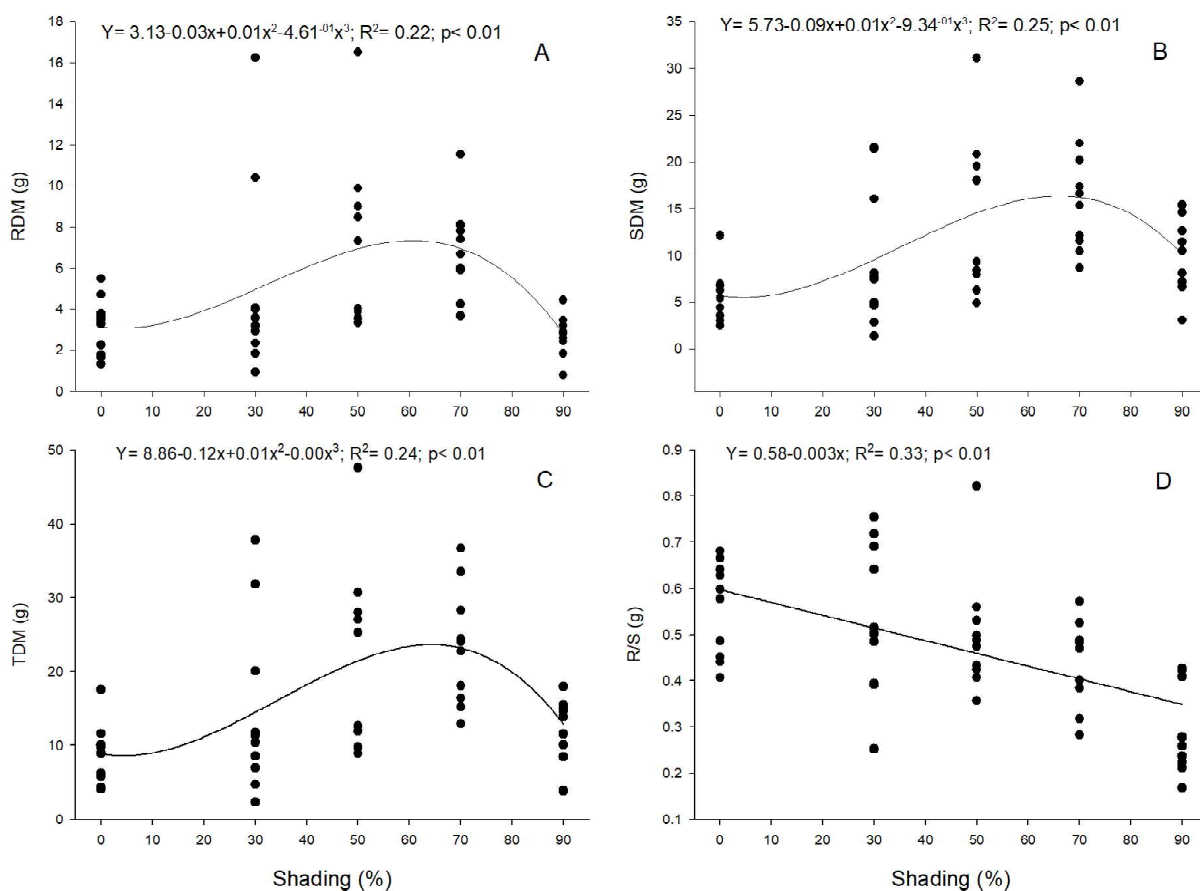 Y= 3.13-0.03x+0.01x²-4.61⁻⁰¹x³; R²= 0.22; p< 0.01
A
18
16
14
12
10
8
6
4
2
0
RDM (g)
0 10 20 30 40 50 60 70 80 90
Y= 5.73-0.09x+0.01x²-9.34⁻⁰¹x³; R²= 0.25; p< 0.01
B
35
30
25
20
15
10
5
0
SDM (g)
0 10 20 30 40 50 60 70 80 90
Y= 8.86-0.12x+0.01x²-0.00x³; R²= 0.24; p< 0.01
C
50
40
30
20
10
0
TDM (g)
0 10 20 30 40 50 60 70 80 90
Shading (%)
Y= 0.58-0.003x; R²= 0.33; p< 0.01
D
0.9
0.8
0.7
0.6
0.5
0.4
0.3
0.2
0.1
R/S (g)
0 10 20 30 40 50 60 70 80 90
Shading (%)